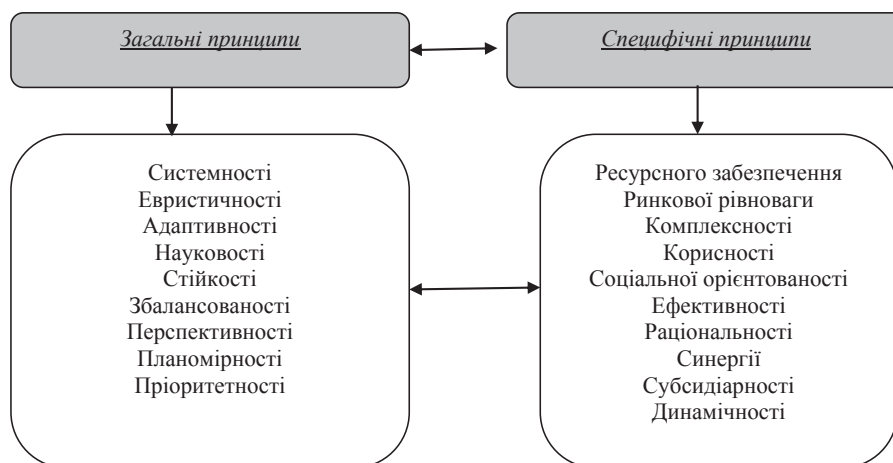 Загальні принципи
Специфічні принципи
Системності
Евристичності
Адаптивності
Науковості
Стійкості
Збалансованості
Перспективності
Планомірності
Пріоритетності
Ресурсного забезпечення
Ринкової рівноваги
Комплексності
Корисності
Соціальної орієнтованості
Ефективності
Раціональності
Синергії
Субсидіарності
Динамічності